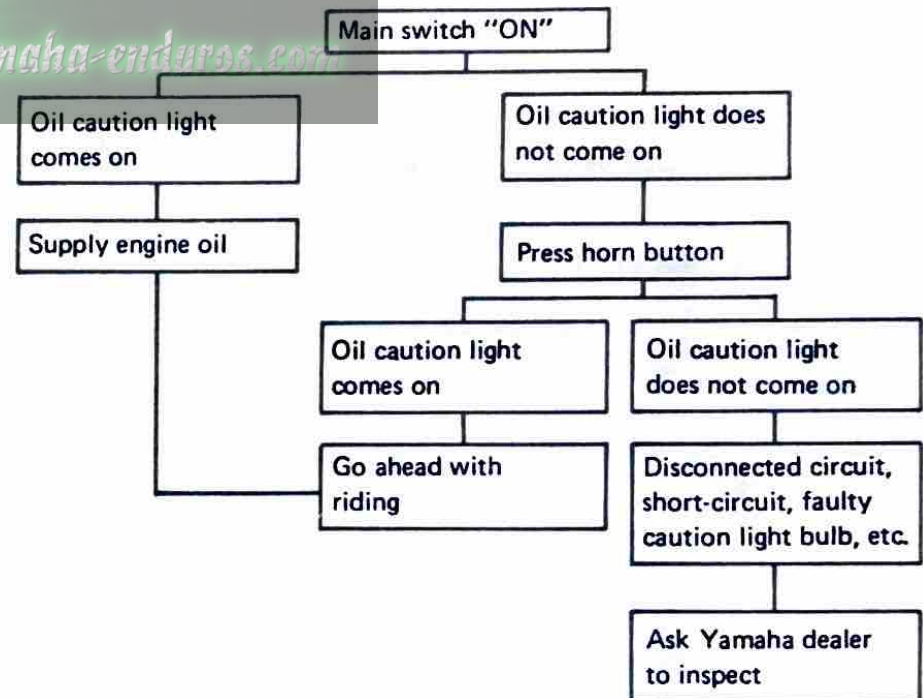 Main switch “ON”
Oil caution light
comes on
Oil caution light does
not come on
Supply engine oil
Press horn button
Oil caution light
comes on
Oil caution light
does not come on
Go ahead with
riding
Disconnected circuit,
short-circuit, faulty
caution light bulb, etc.
Ask Yamaha dealer
to inspect
maha-enduros.com